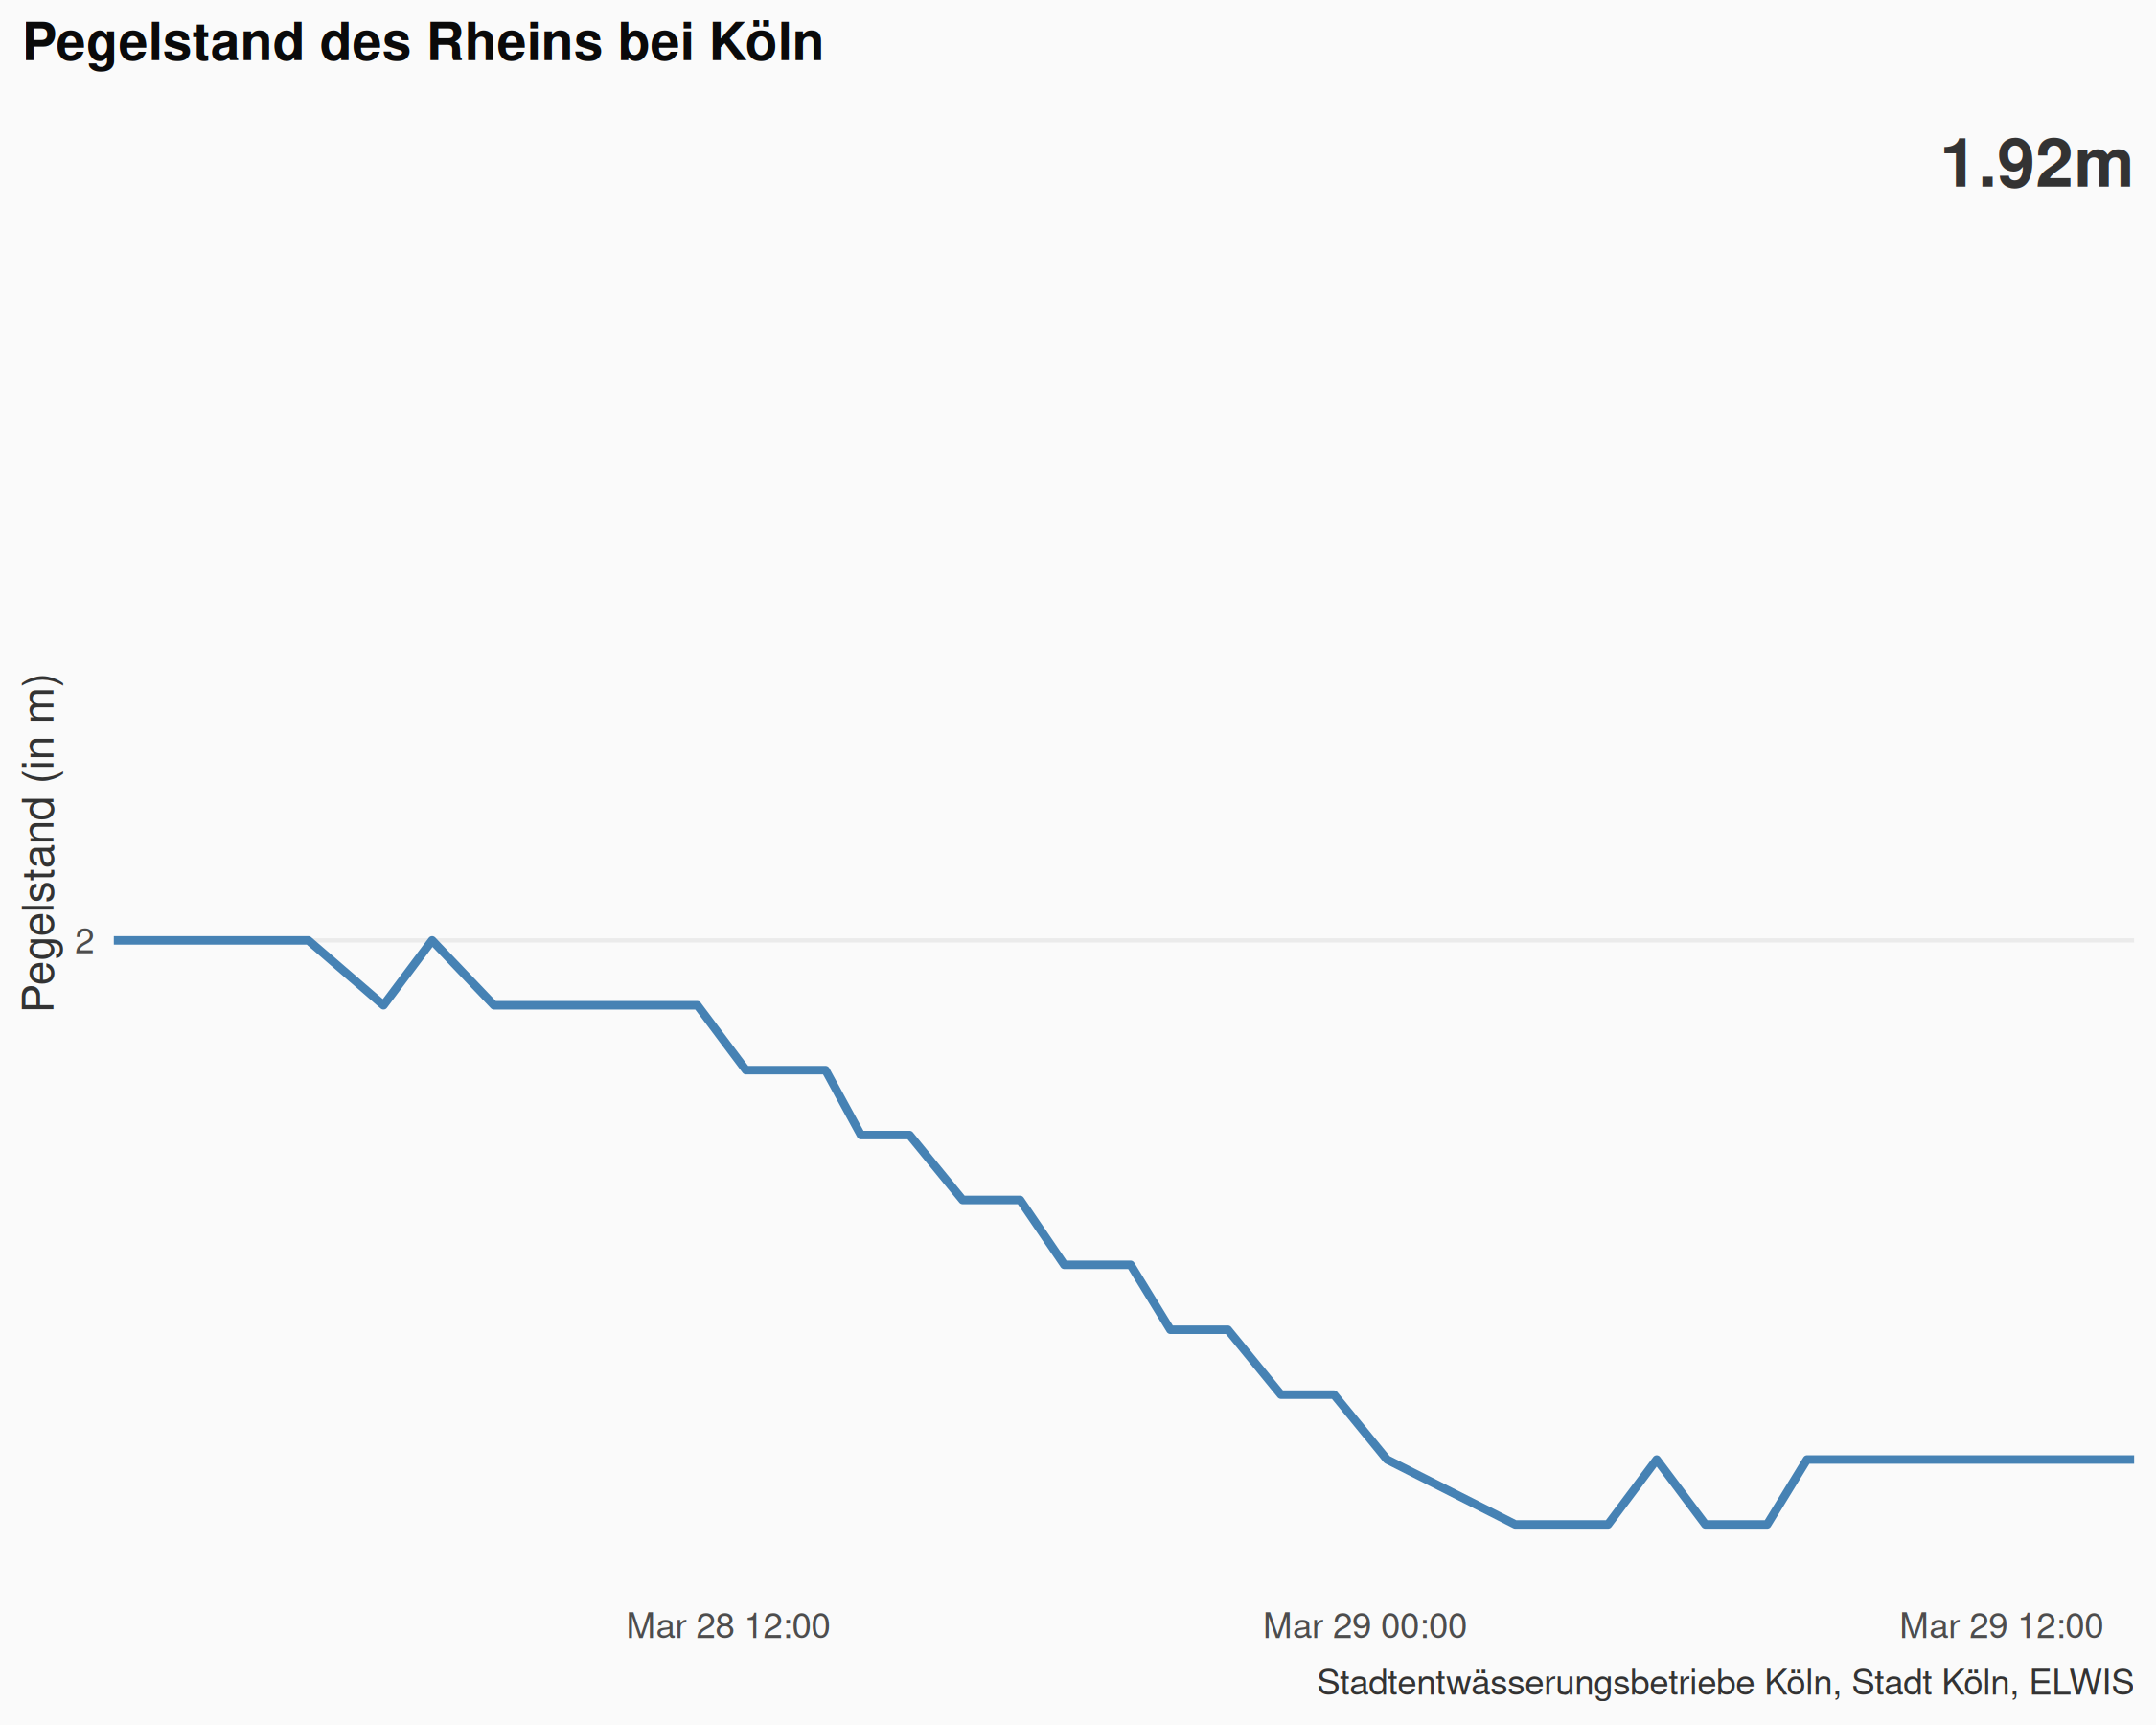 Pegelstand des Rheins bei Köln
1.92m
Pegelstand (in m)
2
Mar 28 12:00
Mar 29 00:00
Mar 29 12:00
Stadtentwässerungsbetriebe Köln, Stadt Köln, ELWIS